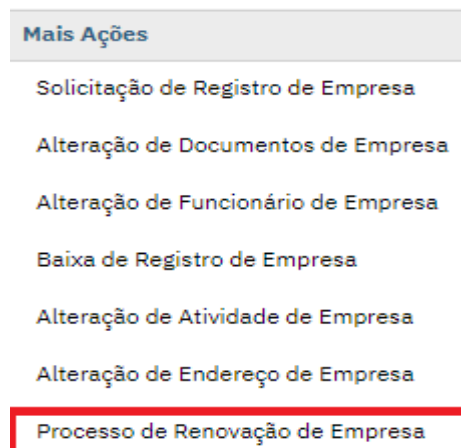 Mais Ações
Solicitação de Registro de Empresa
Alteração de Documentos de Empresa
Alteração de Funcionário de Empresa
Baixa de Registro de Empresa
Alteração de Atividade de Empresa
Alteração de Endereço de Empresa
Processo de Renovação de Empresa